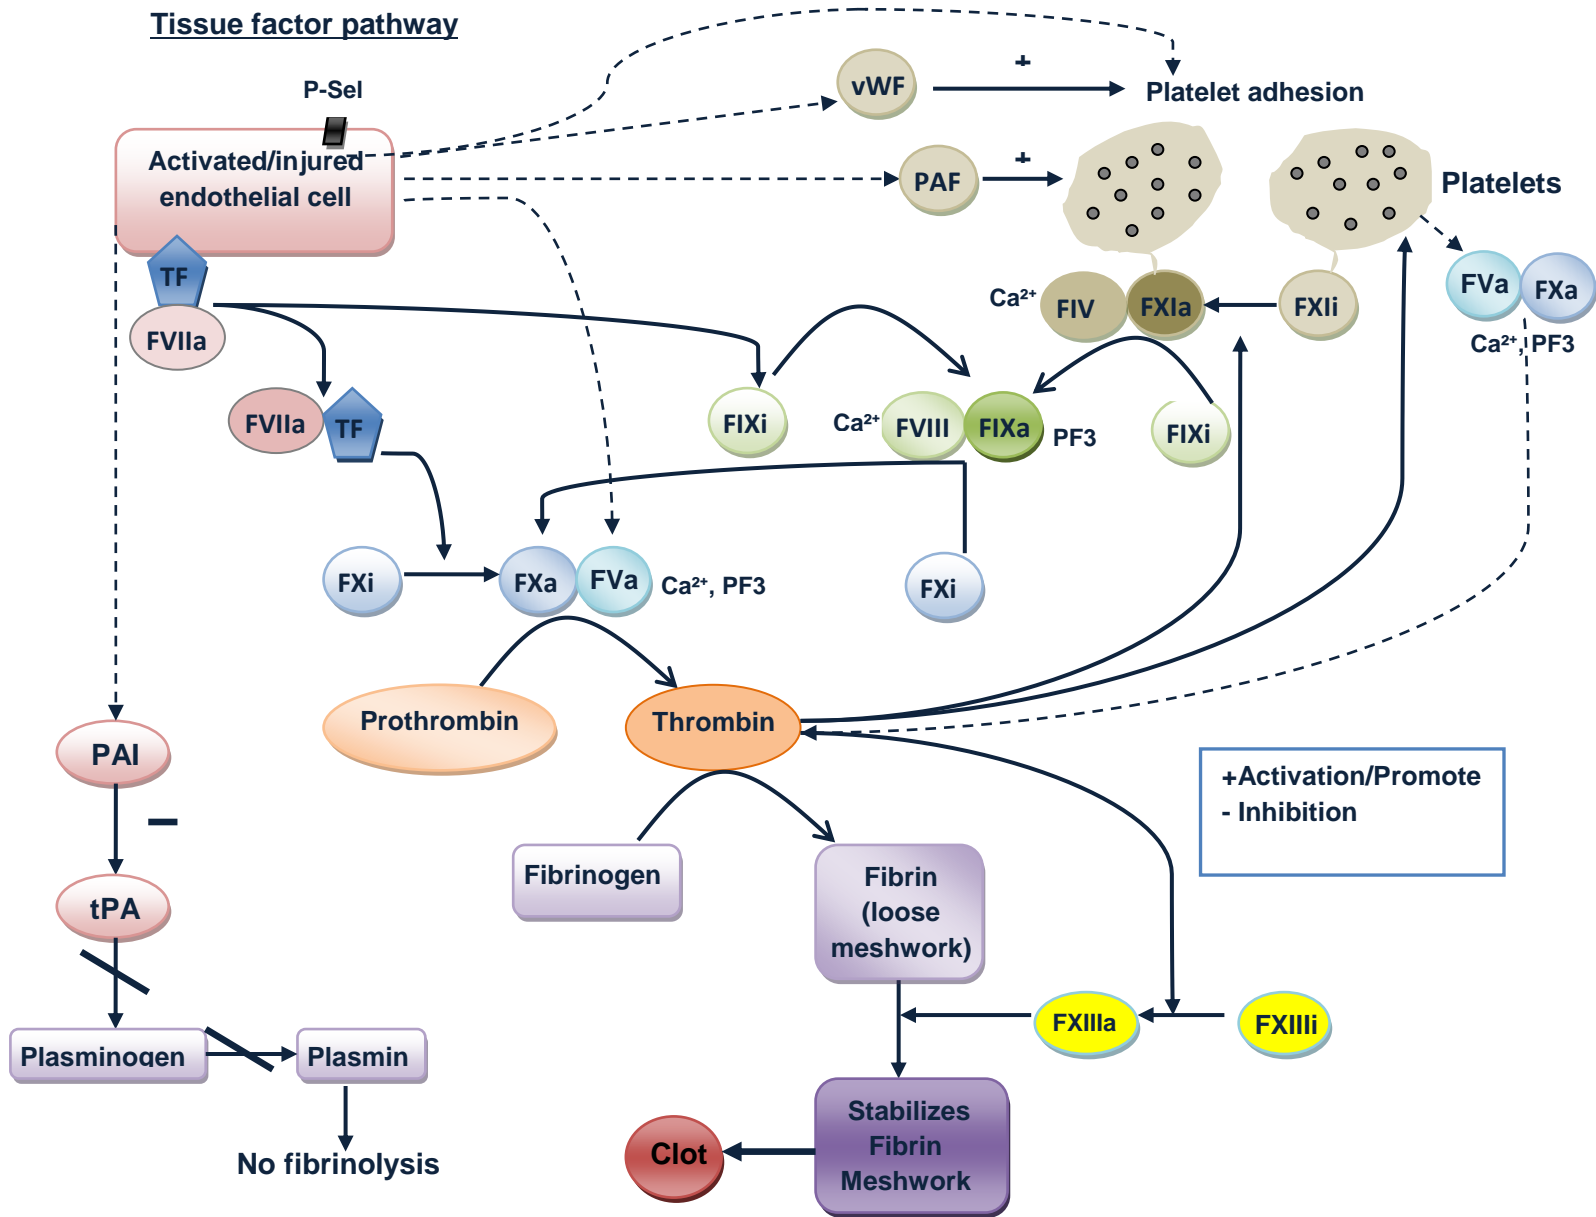 Tissue factor pathway
P-Sel
vWF
+
Platelet adhesion
Activated/injured
endothelial cell
PAF
+
Platelets
TF
FVIIa
Ca²⁺
FIV
FXIa
FXIi
FVa
FXa
Ca²⁺, PF3
FVIIa
TF
FIXi
Ca²⁺
FVIII
FIXa
PF3
FIXi
FXi
FXa
FVa
Ca²⁺, PF3
FXi
Prothrombin
Thrombin
PAI
–
+Activation/Promote
- Inhibition
tPA
Fibrinogen
Fibrin
(loose
meshwork)
Plasminogen
Plasmin
FXIIIa
FXIIIi
No fibrinolysis
Clot
Stabilizes
Fibrin
Meshwork